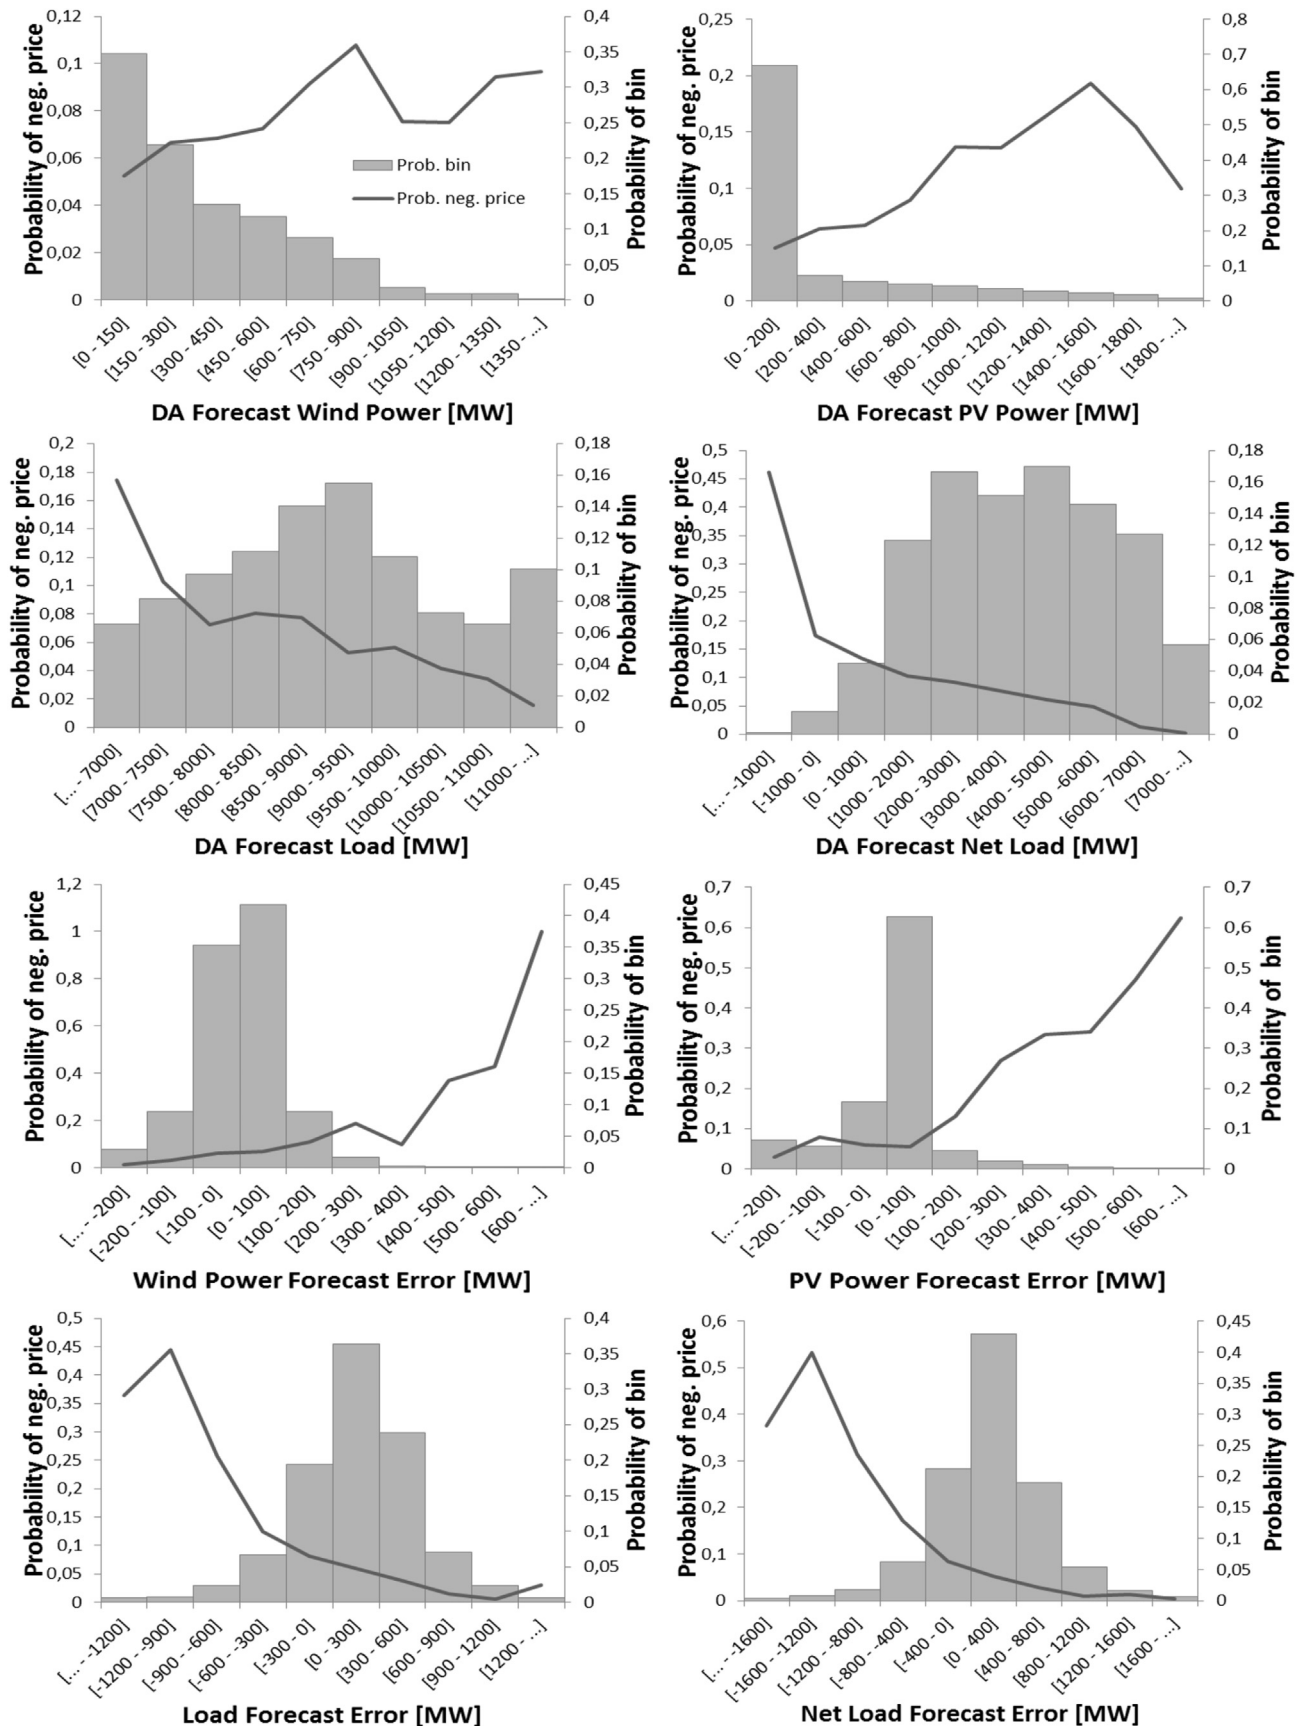 Probability of neg. price
0,12
0,1
0,08
0,06
0,04
0,02
0
0,4
0,35
0,3
0,25
0,2
0,15
0,1
0,05
0
Probability of bin
Prob. bin
Prob. neg. price
[0 - 150]
[150 - 300]
[300 - 450]
[450 - 600]
[600 - 750]
[750 - 900]
[900 - 1050]
[1050 - 1200]
[1200 - 1350]
[1350 - ...]
DA Forecast Wind Power [MW]
Probability of neg. price
0,25
0,2
0,15
0,1
0,05
0
0,8
0,7
0,6
0,5
0,4
0,3
0,2
0,1
0
Probability of bin
[0 - 200]
[200 - 400]
[400 - 600]
[600 - 800]
[800 - 1000]
[1000 - 1200]
[1200 - 1400]
[1400 - 1600]
[1600 - 1800]
[1800 - ...]
DA Forecast PV Power [MW]
Probability of neg. price
0,2
0,18
0,16
0,14
0,12
0,1
0,08
0,06
0,04
0,02
0
0,18
0,16
0,14
0,12
0,1
0,08
0,06
0,04
0,02
0
Probability of bin
[... - 7000]
[7000 - 7500]
[7500 - 8000]
[8000 - 8500]
[8500 - 9000]
[9000 - 9500]
[9500 - 10000]
[10000 - 10500]
[10500 - 11000]
[11000 - ...]
DA Forecast Load [MW]
Probability of neg. price
0,5
0,45
0,4
0,35
0,3
0,25
0,2
0,15
0,1
0,05
0
0,18
0,16
0,14
0,12
0,1
0,08
0,06
0,04
0,02
0
Probability of bin
[... - -1000]
[-1000 - 0]
[0 - 1000]
[1000 - 2000]
[2000 - 3000]
[3000 - 4000]
[4000 - 5000]
[5000 -6000]
[6000 - 7000]
[7000 - ...]
DA Forecast Net Load [MW]
Probability of neg. price
1,2
1
0,8
0,6
0,4
0,2
0
0,45
0,4
0,35
0,3
0,25
0,2
0,15
0,1
0,05
0
Probability of bin
[... - -200]
[-200 - -100]
[-100 - 0]
[0 - 100]
[100 - 200]
[200 - 300]
[300 - 400]
[400 - 500]
[500 - 600]
[600 - ...]
Wind Power Forecast Error [MW]
Probability of neg. price
0,7
0,6
0,5
0,4
0,3
0,2
0,1
0
0,7
0,6
0,5
0,4
0,3
0,2
0,1
0
Probability of bin
[... - -200]
[-200 - -100]
[-100 - 0]
[0 - 100]
[100 - 200]
[200 - 300]
[300 - 400]
[400 - 500]
[500 - 600]
[600 - ...]
PV Power Forecast Error [MW]
Probability of neg. price
0,5
0,45
0,4
0,35
0,3
0,25
0,2
0,15
0,1
0,05
0
0,4
0,35
0,3
0,25
0,2
0,15
0,1
0,05
0
Probability of bin
[... - -1200]
[-1200 - -900]
[-900 - -600]
[-600 - -300]
[-300 - 0]
[0 - 300]
[300 - 600]
[600 - 900]
[900 - 1200]
[1200 - ...]
Load Forecast Error [MW]
Probability of neg. price
0,6
0,5
0,4
0,3
0,2
0,1
0
0,45
0,4
0,35
0,3
0,25
0,2
0,15
0,1
0,05
0
Probability of bin
[... - -1600]
[-1600 - -1200]
[-1200 - -800]
[-800 - -400]
[-400 - 0]
[0 - 400]
[400 - 800]
[800 - 1200]
[1200 - 1600]
[1600 - ...]
Net Load Forecast Error [MW]